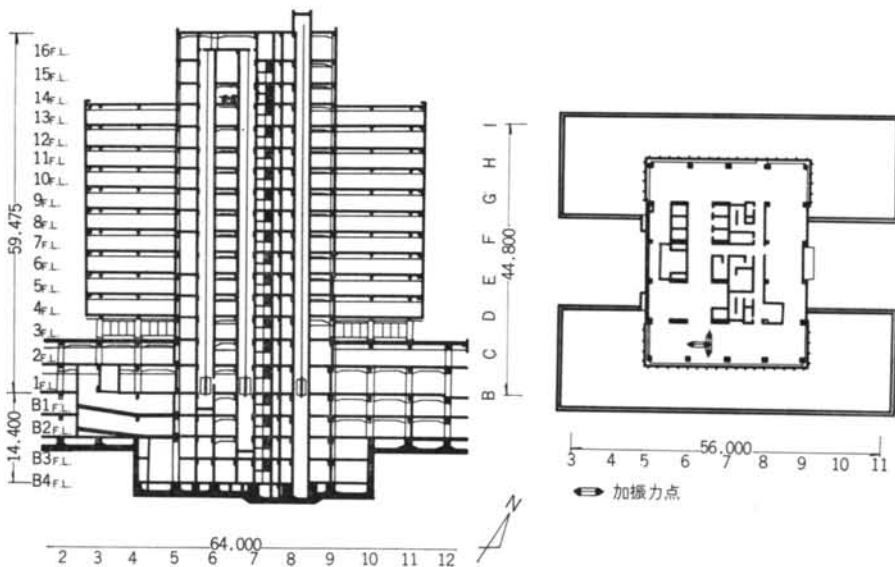 16F.L.
15F.L.
14F.L.
13F.L.
12F.L.
11F.L.
10F.L.
9F.L.
8F.L.
7F.L.
6F.L.
5F.L.
4F.L.
3F.L.
2F.L.
1F.L.
B1F.L.
B2F.L.
B3F.L.
B4F.L.
59.475
14.400
64.000
2 3 4 5 6 7 8 9 10 11 12
N
I
H
G
F
E
D
C
B
44.800
56.000
3 4 5 6 7 8 9 10 11
加振力点